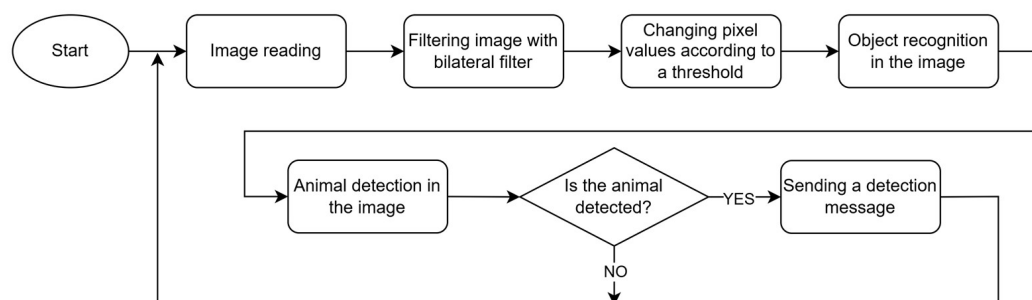 Start
Image reading
Filtering image with
bilateral filter
Changing pixel
values according to
a threshold
Object recognition
in the image
Animal detection in
the image
Is the animal
detected?
YES
Sending a detection
message
NO